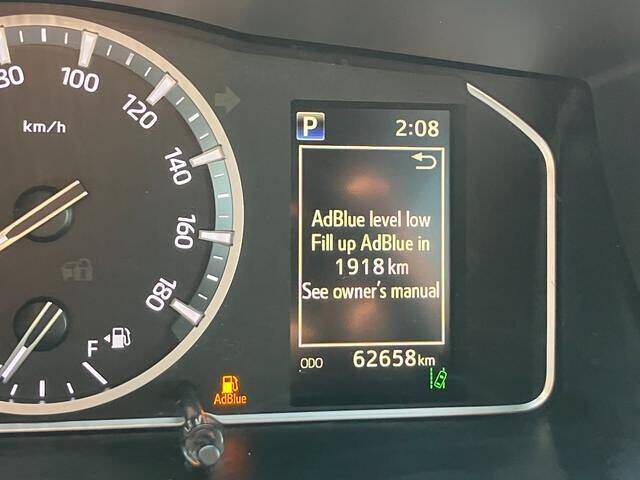 80
100
120
140
160
180
km/h
F
P
2:08
AdBlue level low
Fill up AdBlue in
1918 km
See owner's manual
ODO 62658 km
AdBlue